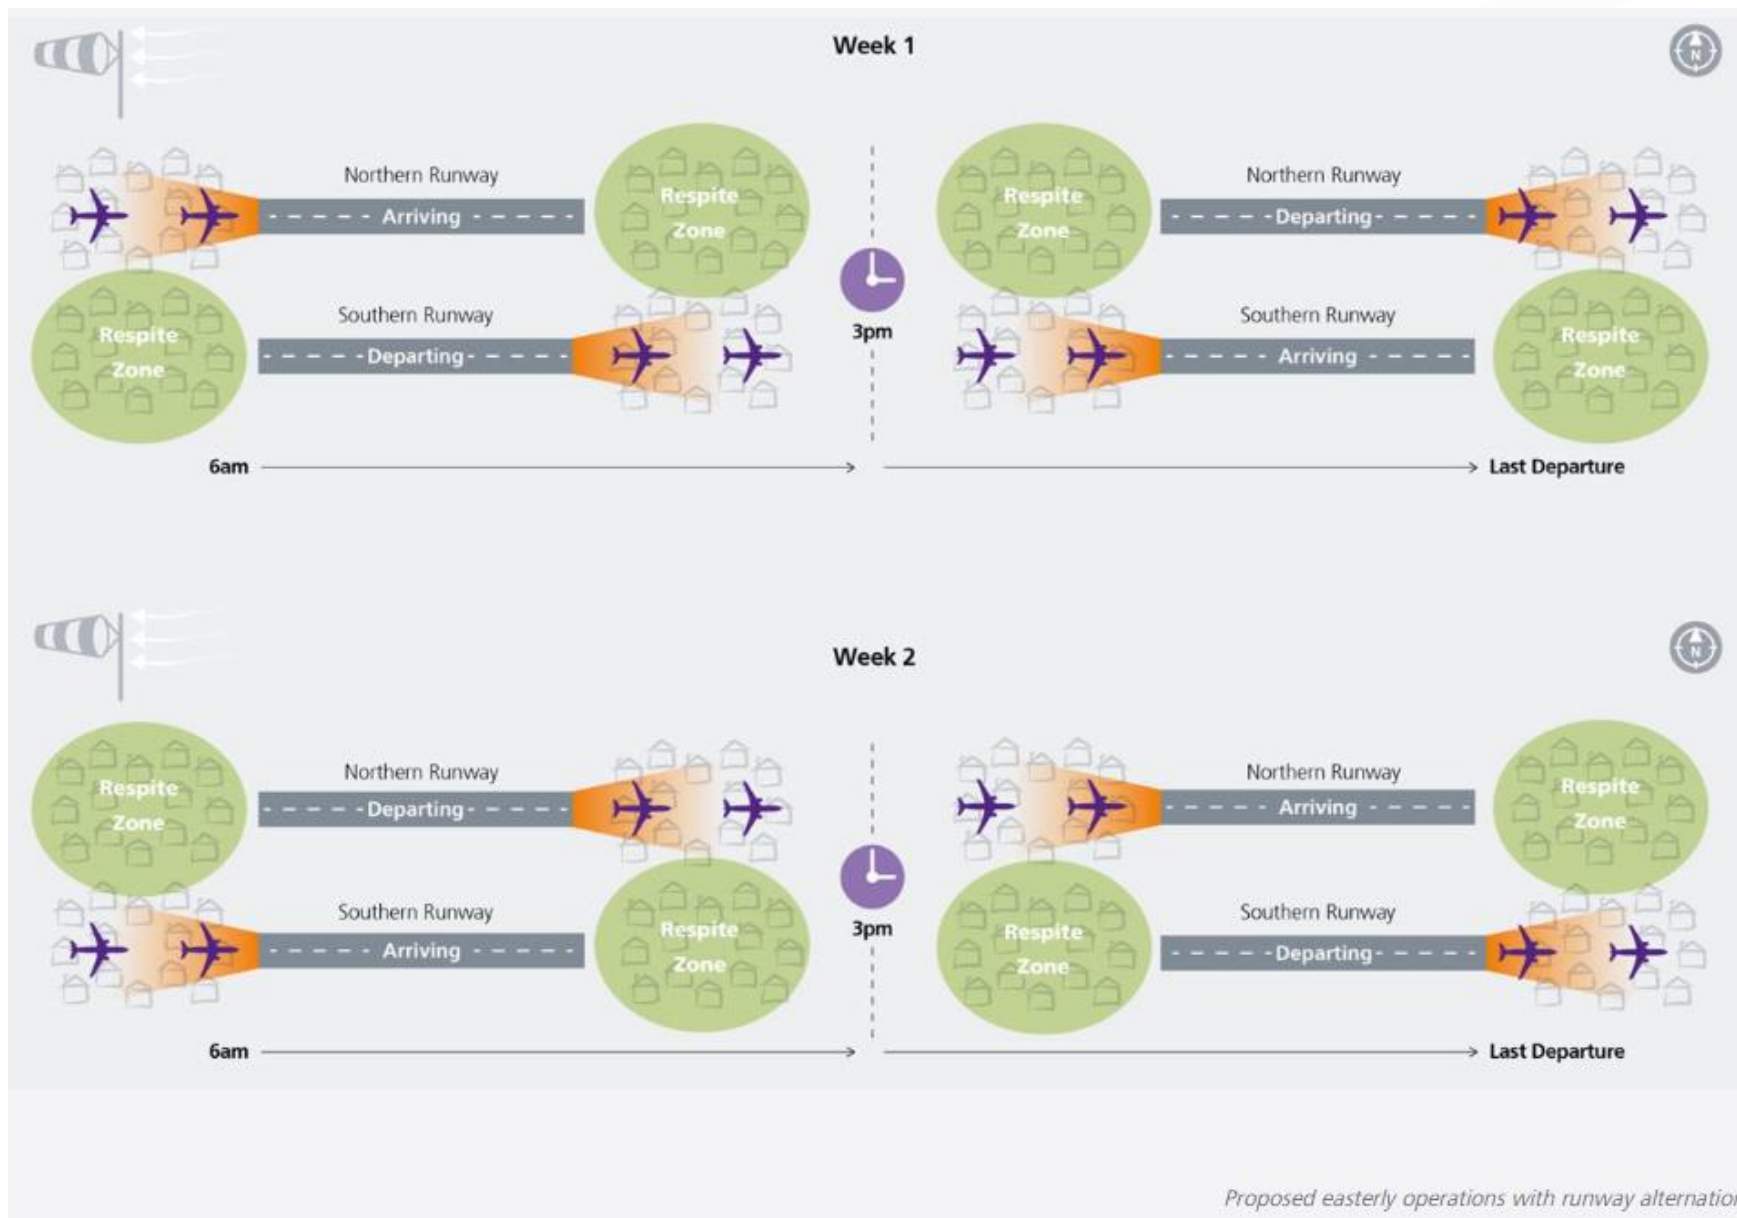 Week 1
N
Northern Runway
Arriving
Respite
Zone
Respite
Zone
Southern Runway
Departing
3pm
Respite
Zone
Northern Runway
Departing
Southern Runway
Arriving
Respite
Zone
6am
Last Departure
Week 2
N
Respite
Zone
Northern Runway
Departing
Southern Runway
Arriving
Respite
Zone
3pm
Northern Runway
Arriving
Respite
Zone
Respite
Zone
Southern Runway
Departing
6am
Last Departure
Proposed easterly operations with runway alternation